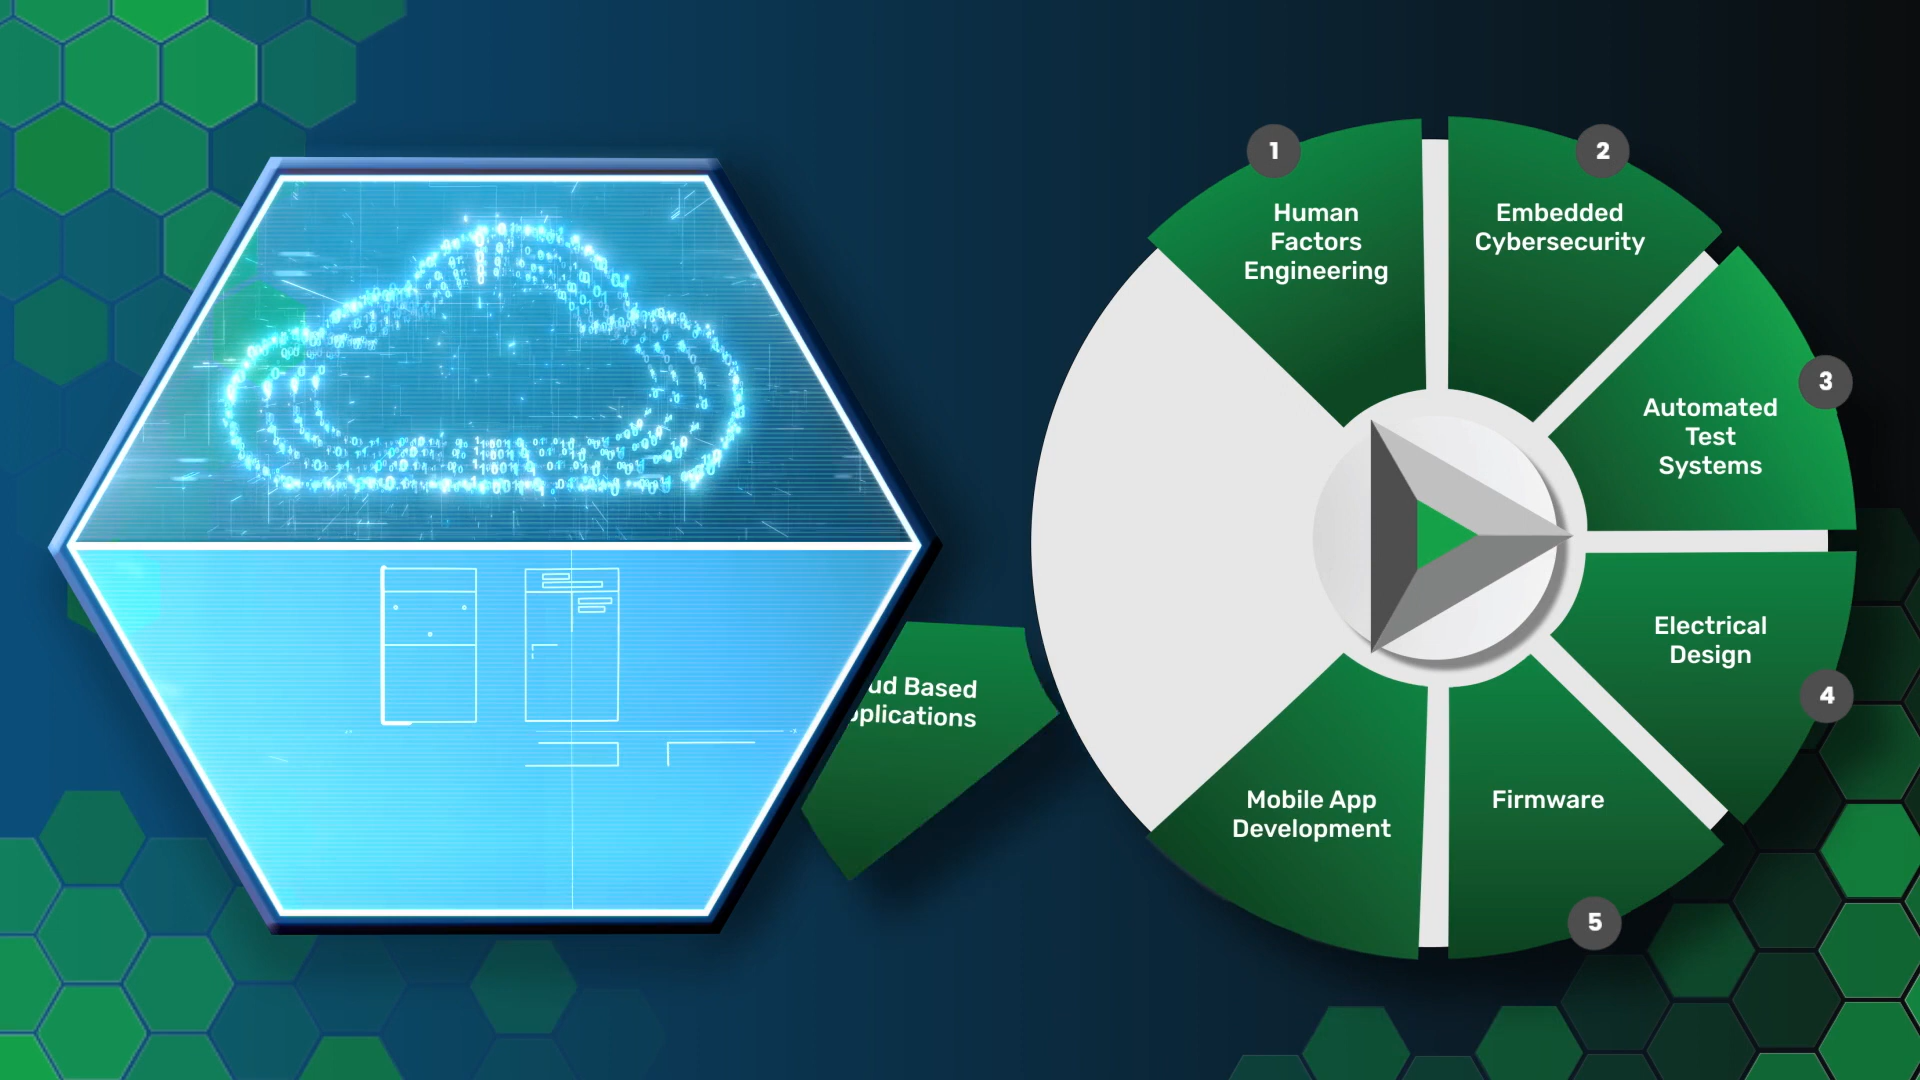 1
Human
Factors
Engineering
2
Embedded
Cybersecurity
3
Automated
Test
Systems
Electrical
Design
4
ud Based
plications
Mobile App
Development
Firmware
5